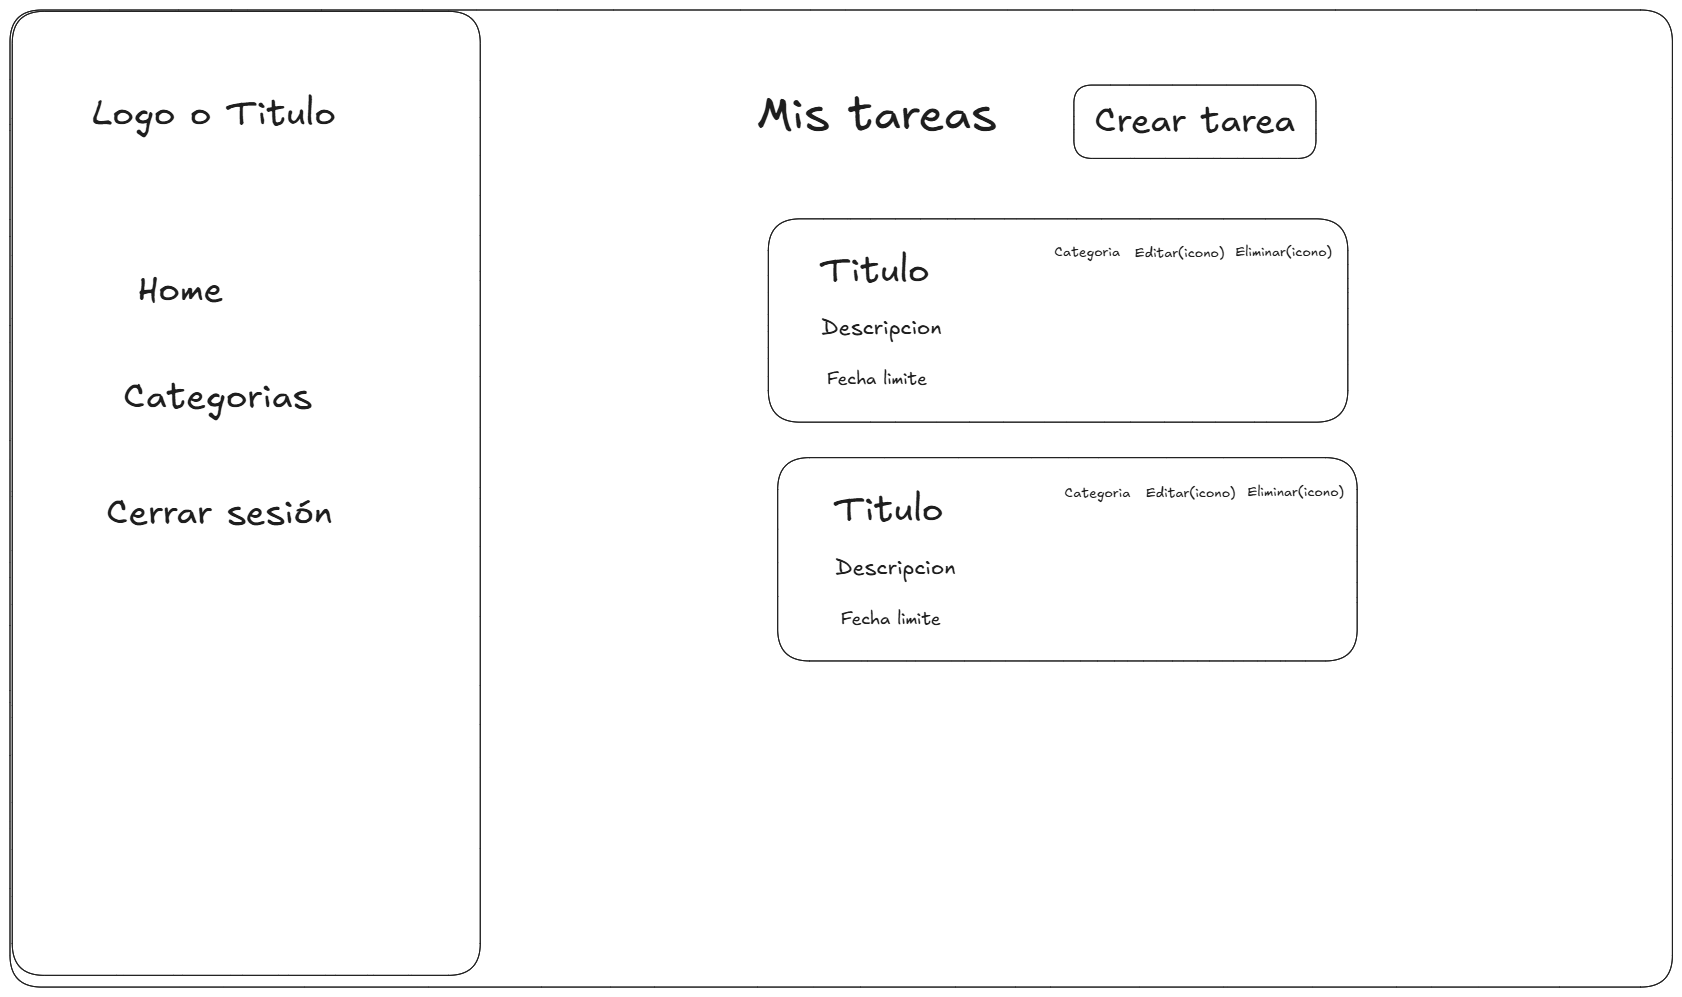 Logo o Titulo
Home
Categorias
Cerrar sesión
Mis tareas
Crear tarea
Titulo
Categoria
Editar(icono)
Eliminar(icono)
Descripcion
Fecha limite
Titulo
Categoria
Editar(icono)
Eliminar(icono)
Descripcion
Fecha limite